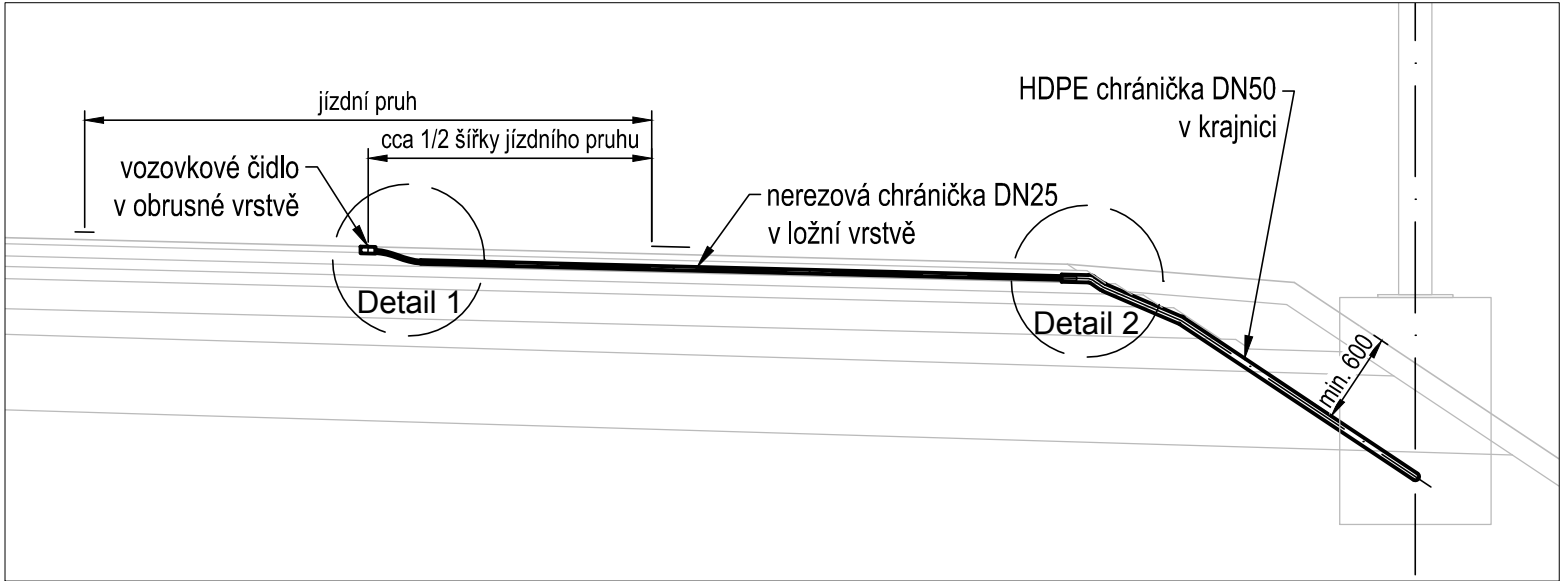 jízdní pruh
cca 1/2 šířky jízdního pruhu
vozovkové čidlo
v obrusné vrstvě
HDPE chránička DN50
v krajnici
nerezová chránička DN25
v ložní vrstvě
Detail 1
Detail 2
min. 600